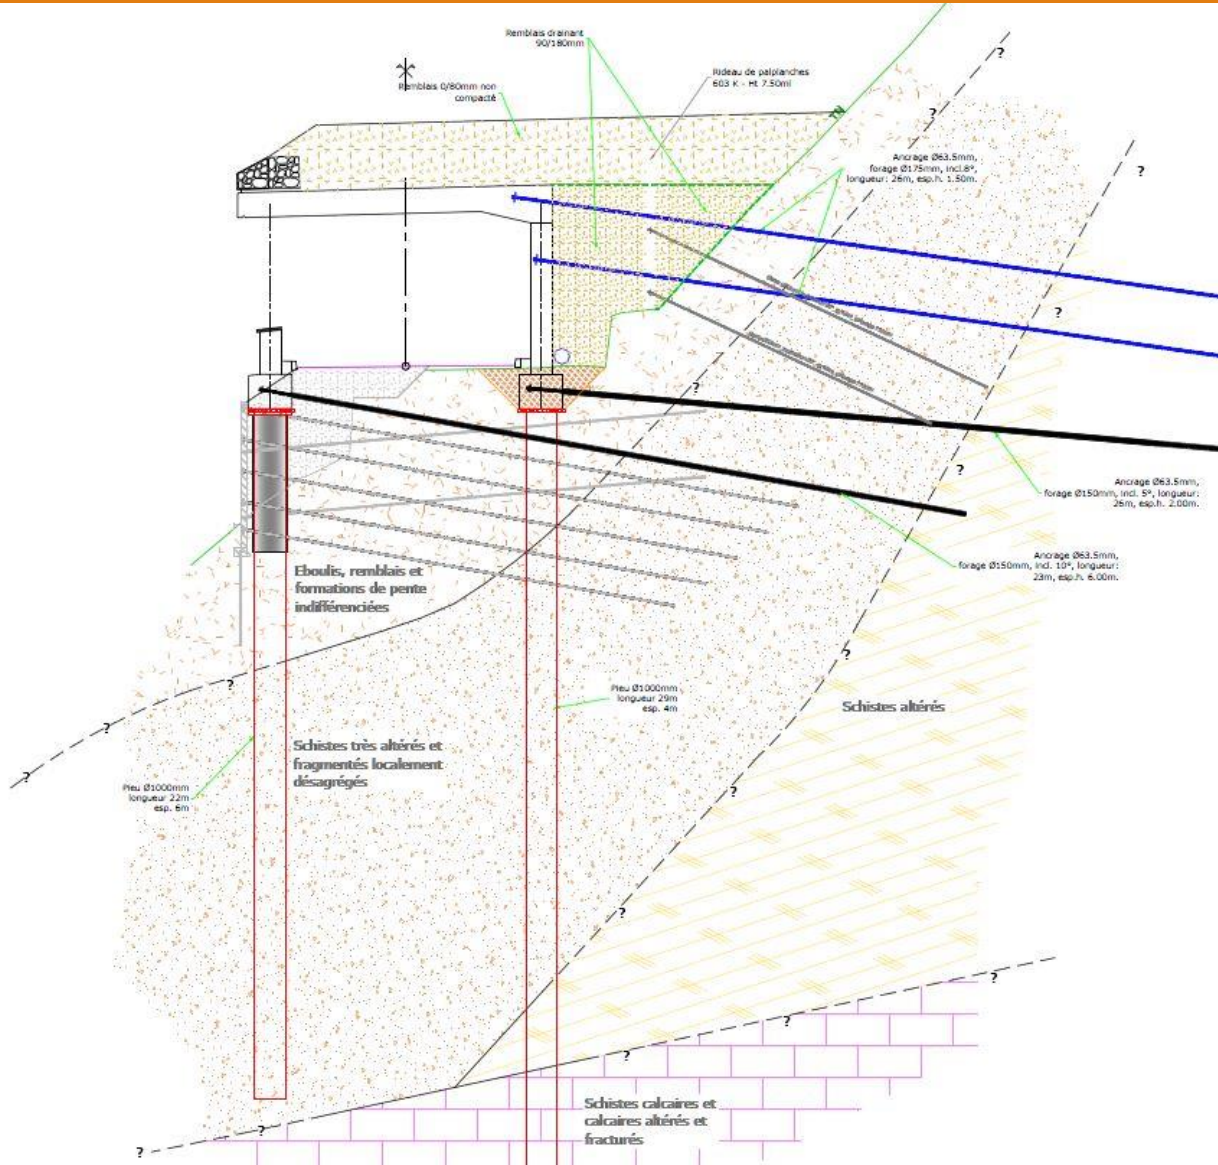 Remblais drainant
90/180mm
Rideau de palplanches
603 K - Ht 7.50ml
Remblais 0/80mm non
compacté
TN
?
?
Ancrage Ø63.5mm,
forage Ø175mm, incl.8°,
longueur: 26m, esp.h. 1.50m.
?
?
?
?
Ancrage Ø63.5mm,
forage Ø150mm, incl. 5°, longueur:
26m, esp.h. 2.00m.
Ancrage Ø63.5mm,
forage Ø150mm, incl. 10°, longueur:
23m, esp.h. 6.00m.
Eboulis, remblais et
formations de pente
indifférenciées
?
?
Pieu Ø1000mm
longueur 29m
esp. 4m
Schistes altérés
?
Schistes très altérés et
fragmentés localement
désagrégés
?
Pieu Ø1000mm
longueur 22m
esp. 6m
?
?
?
?
?
Schistes calcaires et
calcaires altérés et
fracturés
?
?